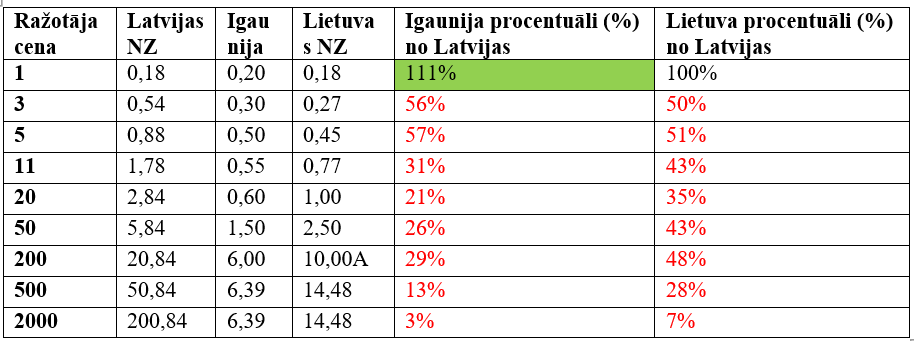 Ražotāja cena Latvijas NZ Igau nija Lietuva s NZ Igaunija procentuāli (%) no Latvijas Lietuva procentuāli (%) no Latvijas
1 0,18 0,20 0,18 111% 100%
3 0,54 0,30 0,27 56% 50%
5 0,88 0,50 0,45 57% 51%
11 1,78 0,55 0,77 31% 43%
20 2,84 0,60 1,00 21% 35%
50 5,84 1,50 2,50 26% 43%
200 20,84 6,00 10,00A 29% 48%
500 50,84 6,39 14,48 13% 28%
2000 200,84 6,39 14,48 3% 7%